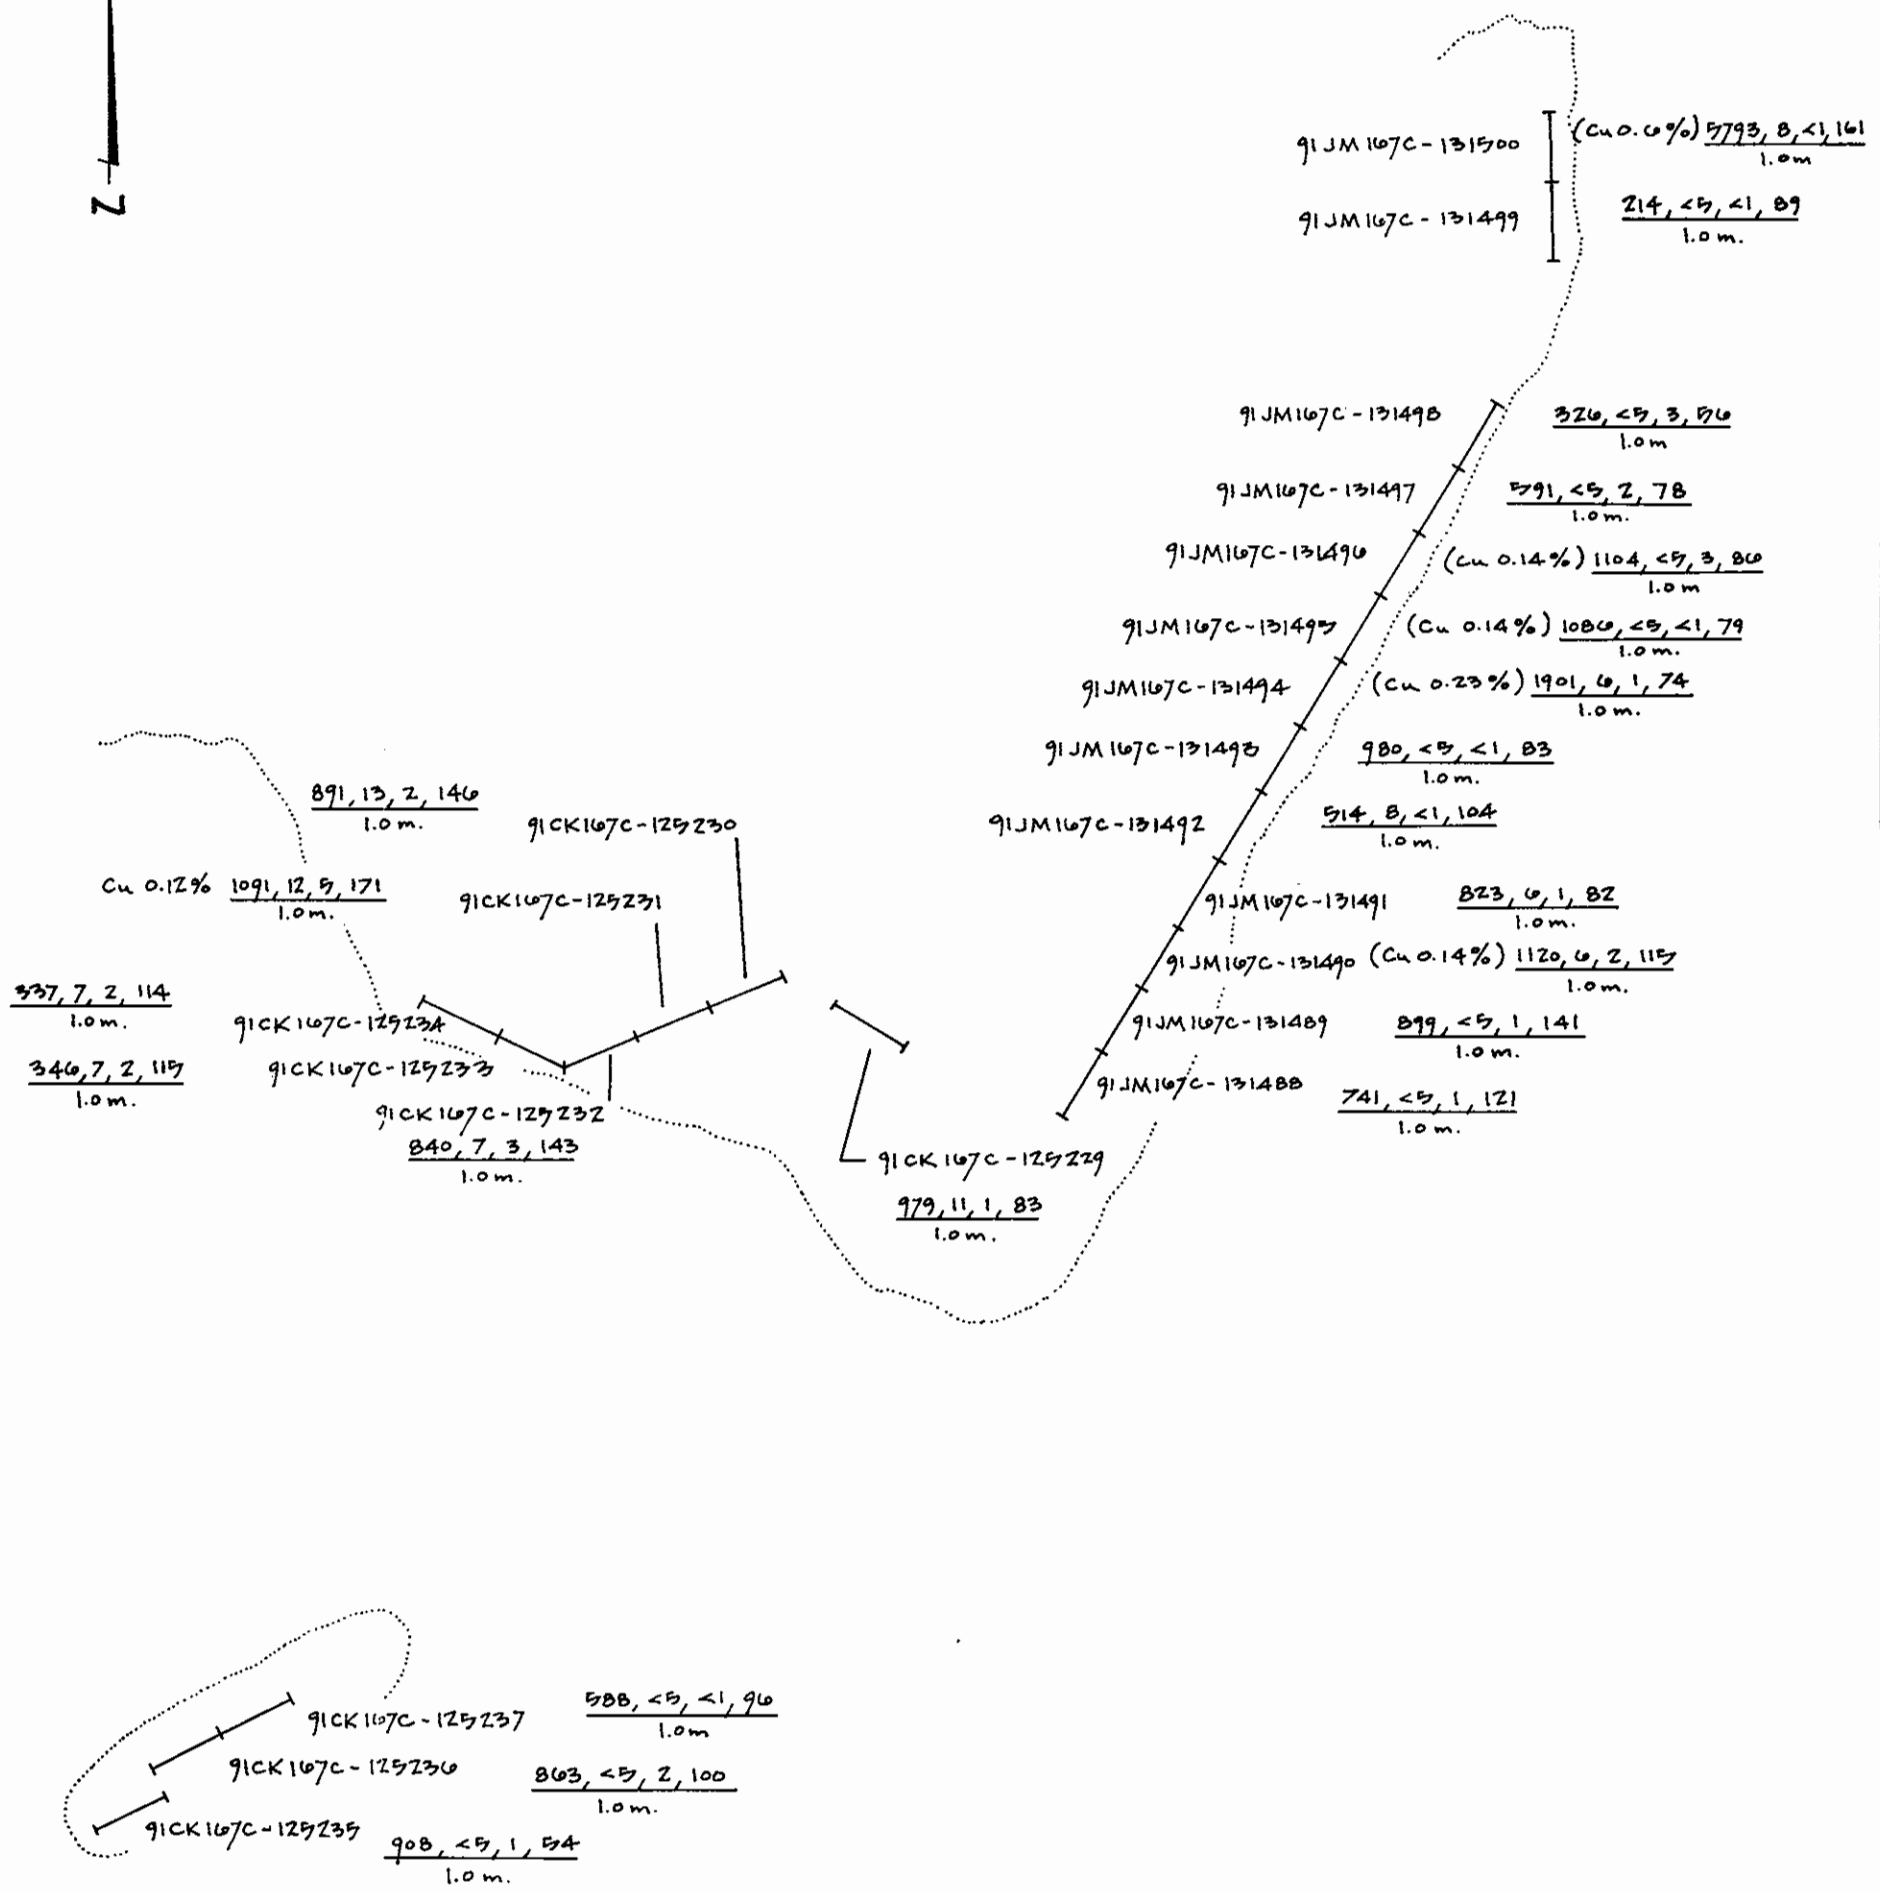 N
91JM167C-131500 (Cu 0.6%) 5793, 8, <1, 161
1.0m
91JM167C-131499 214, <5, <1, 89
1.0 m.
91JM167C-131498 326, <5, 3, 56
1.0m
91JM167C-131497 591, <5, 2, 78
1.0m.
91JM167C-131496 (Cu 0.14%) 1104, <5, 3, 86
1.0m
91JM167C-131495 (Cu 0.14%) 1086, <5, <1, 79
1.0m.
91JM167C-131494 (Cu 0.23%) 1901, 6, 1, 74
1.0m.
91JM167C-131493 980, <5, <1, 83
1.0m.
91JM167C-131492 514, 8, <1, 104
1.0m.
91JM167C-131491 823, 6, 1, 82
1.0m.
91JM167C-131490 (Cu 0.14%) 1120, 6, 2, 115
1.0m.
91JM167C-131489 899, <5, 1, 141
1.0m.
91JM167C-131488 741, <5, 1, 121
1.0m.
891, 13, 2, 146
1.0m.
91CK167C-125230
Cu 0.12% 1091, 12, 5, 171
1.0m.
91CK167C-125231
337, 7, 2, 114
1.0m.
91CK167C-125234
346, 7, 2, 115
1.0m.
91CK167C-125233
91CK167C-125232
840, 7, 3, 143
1.0m.
91CK167C-125229
979, 11, 1, 83
1.0m.
91CK167C-125237 588, <5, <1, 96
1.0m
91CK167C-125236 863, <5, 2, 100
1.0m.
91CK167C-125235 908, <5, 1, 54
1.0m.